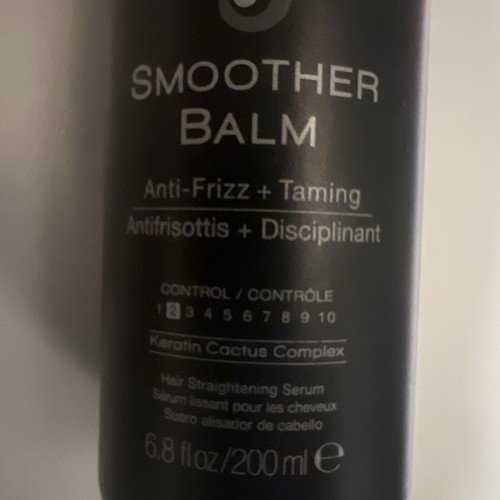 SMOOTHER
BALM
Anti-Frizz + Taming
Antifrisottis + Disciplinant
CONTROL / CONTRÔLE
1 2 3 4 5 6 7 8 9 10
Keratin Cactus Complex
Hair Straightening Serum
Sérum lissant pour les cheveux
Suero alisador de cabello
6.8 fl oz/200 ml ℮